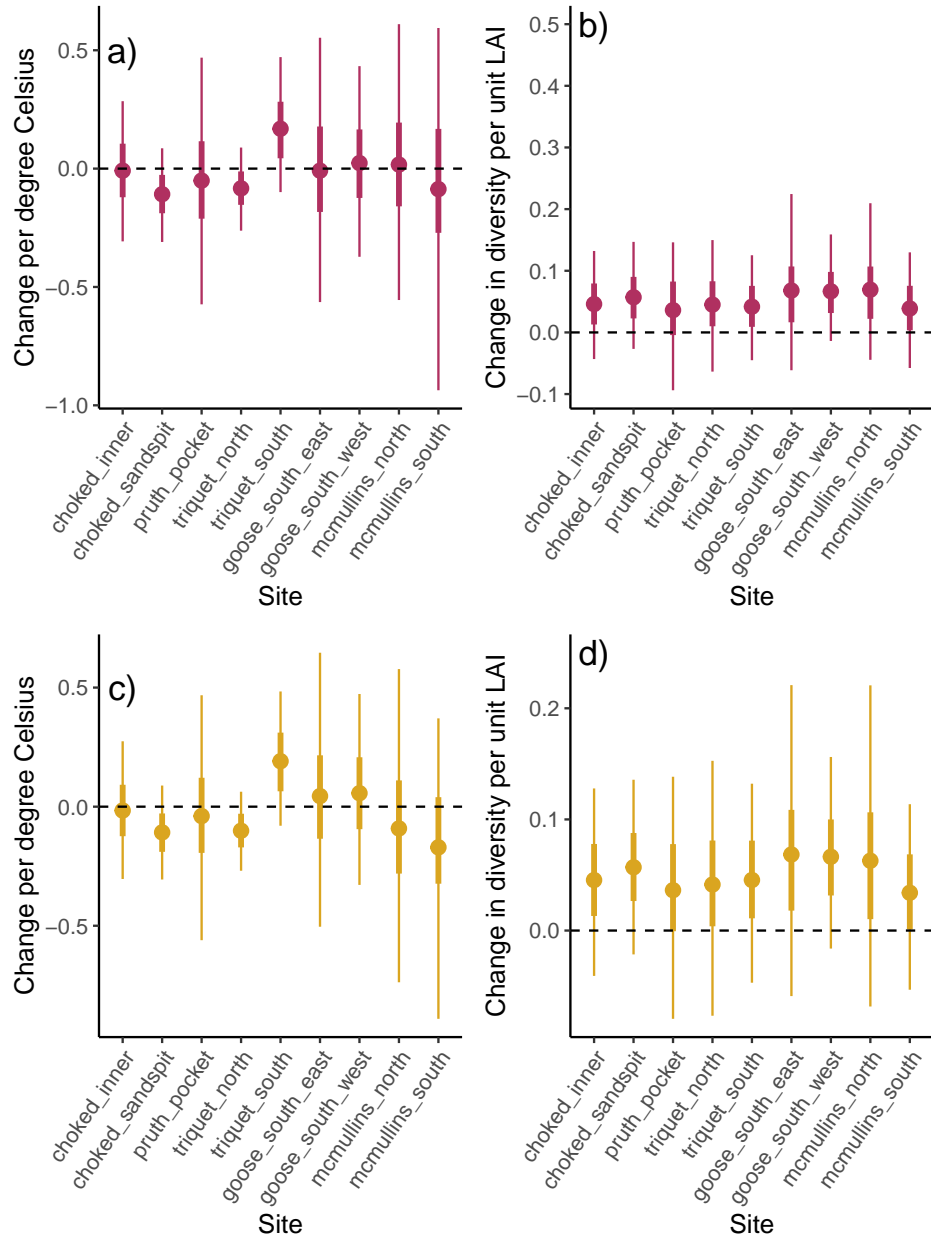 a)
Change per degree Celsius
0.5
0.0
−0.5
−1.0
choked_inner
choked_sandspit
pruth_pocket
triquet_north
triquet_south
goose_south_east
goose_south_west
mcmullins_north
mcmullins_south
Site
b)
Change in diversity per unit LAI
0.5
0.4
0.3
0.2
0.1
0.0
−0.1
choked_inner
choked_sandspit
pruth_pocket
triquet_north
triquet_south
goose_south_east
goose_south_west
mcmullins_north
mcmullins_south
Site
c)
Change per degree Celsius
0.5
0.0
−0.5
choked_inner
choked_sandspit
pruth_pocket
triquet_north
triquet_south
goose_south_east
goose_south_west
mcmullins_north
mcmullins_south
Site
d)
Change in diversity per unit LAI
0.2
0.1
0.0
choked_inner
choked_sandspit
pruth_pocket
triquet_north
triquet_south
goose_south_east
goose_south_west
mcmullins_north
mcmullins_south
Site